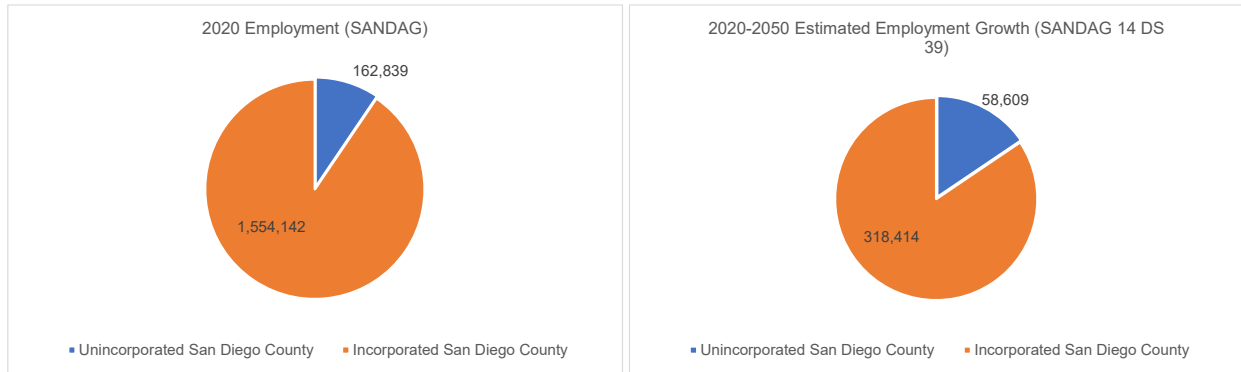 2020 Employment (SANDAG)
162,839
1,554,142
Unincorporated San Diego County
Incorporated San Diego County
2020-2050 Estimated Employment Growth (SANDAG 14 DS
39)
58,609
318,414
Unincorporated San Diego County
Incorporated San Diego County